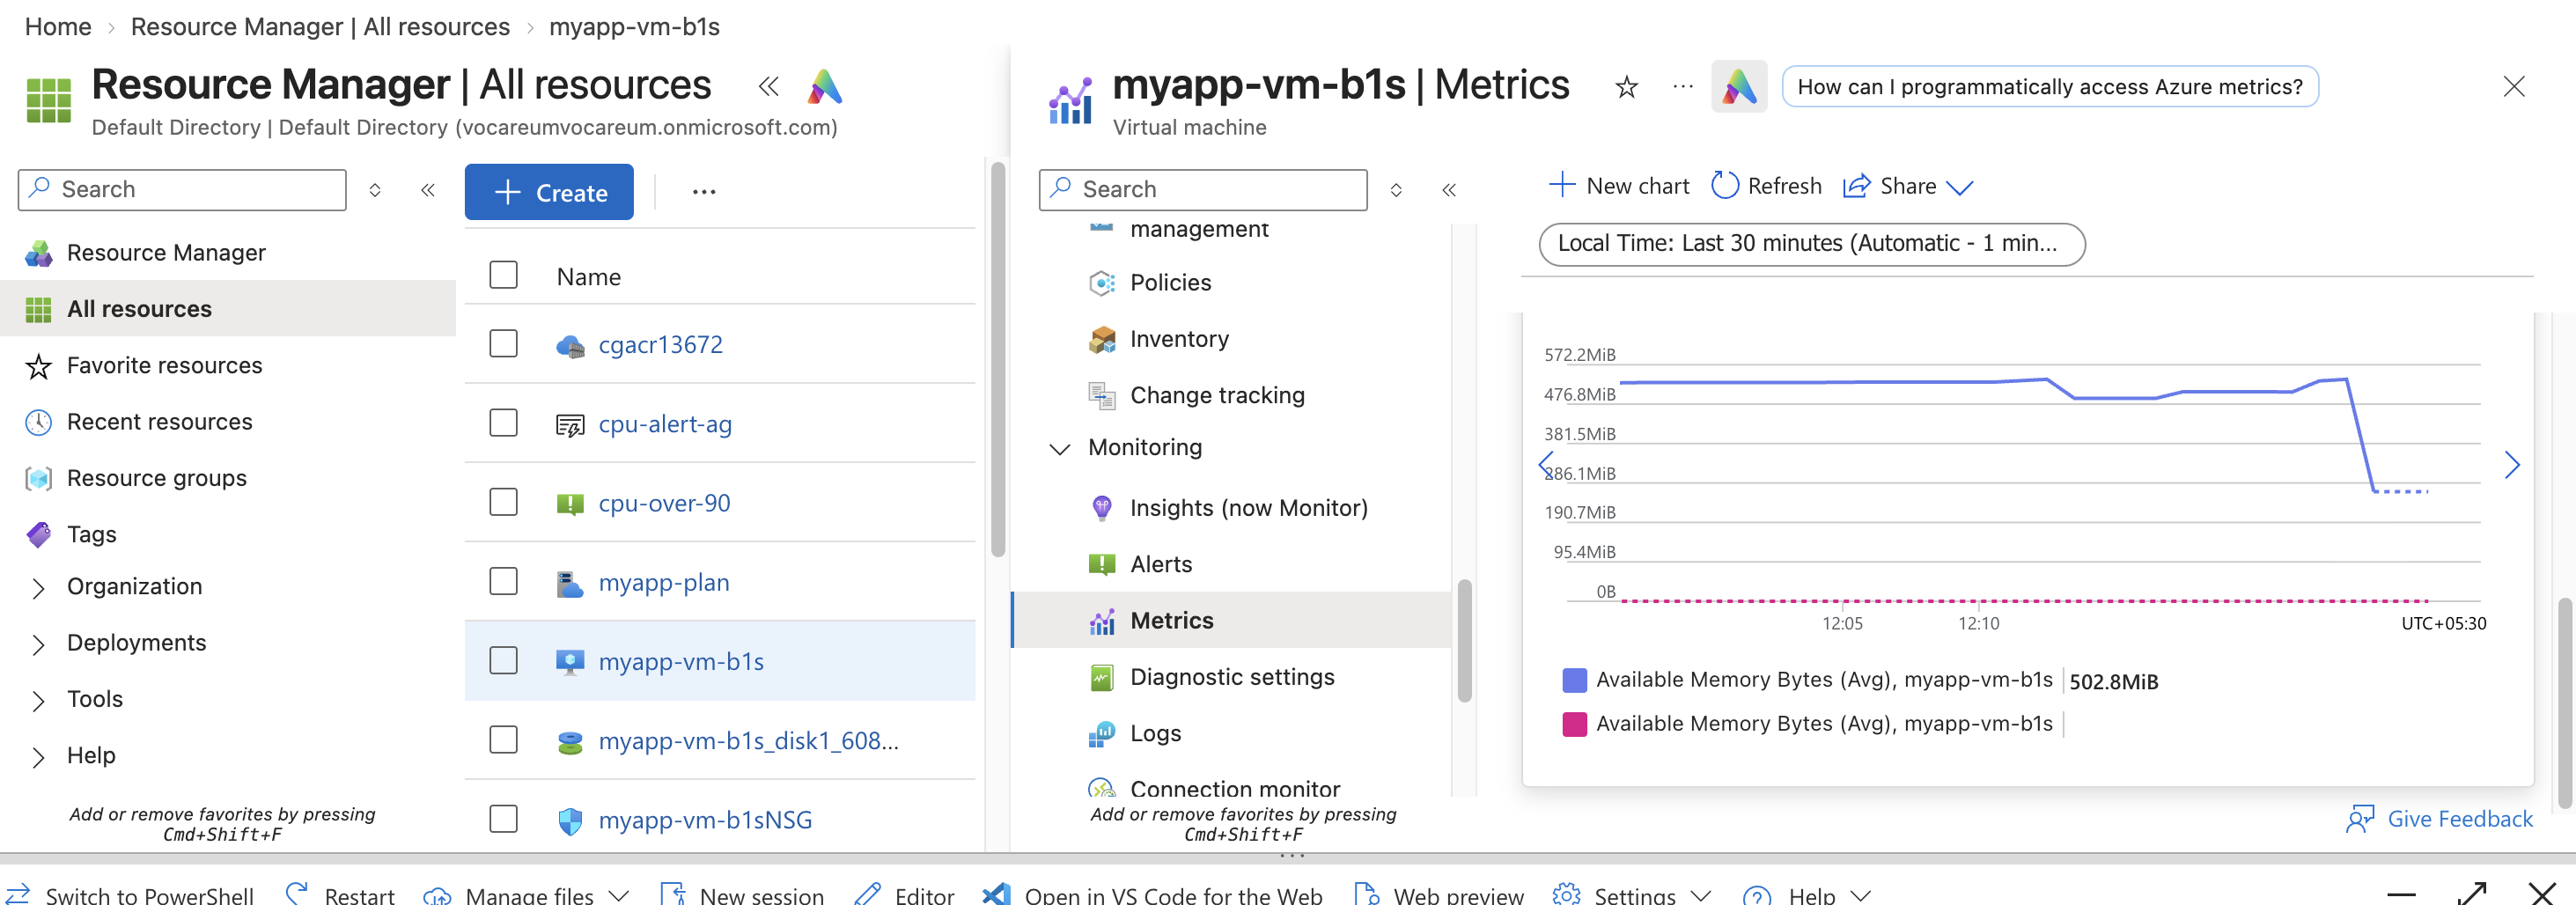 Home > Resource Manager | All resources > myapp-vm-b1s
Resource Manager | All resources
Default Directory | Default Directory (vocareumvocareum.onmicrosoft.com)
Search
Resource Manager
All resources
Favorite resources
Recent resources
Resource groups
Tags
Organization
Deployments
Tools
Help
Add or remove favorites by pressing
Cmd+Shift+F
Create
Name
cgacr13672
cpu-alert-ag
cpu-over-90
myapp-plan
myapp-vm-b1s
myapp-vm-b1s_disk1_608...
myapp-vm-b1sNSG
myapp-vm-b1s | Metrics
Virtual machine
How can I programmatically access Azure metrics?
Search
management
Policies
Inventory
Change tracking
Monitoring
Insights (now Monitor)
Alerts
Metrics
Diagnostic settings
Logs
Connection monitor
Add or remove favorites by pressing
Cmd+Shift+F
New chart Refresh Share
Local Time: Last 30 minutes (Automatic - 1 min...
572.2MiB
476.8MiB
381.5MiB
286.1MiB
190.7MiB
95.4MiB
0B
12:05 12:10 UTC+05:30
Available Memory Bytes (Avg), myapp-vm-b1s | 502.8MiB
Available Memory Bytes (Avg), myapp-vm-b1s |
Give Feedback
Switch to PowerShell Restart Manage files New session Editor Open in VS Code for the Web Web preview Settings Help